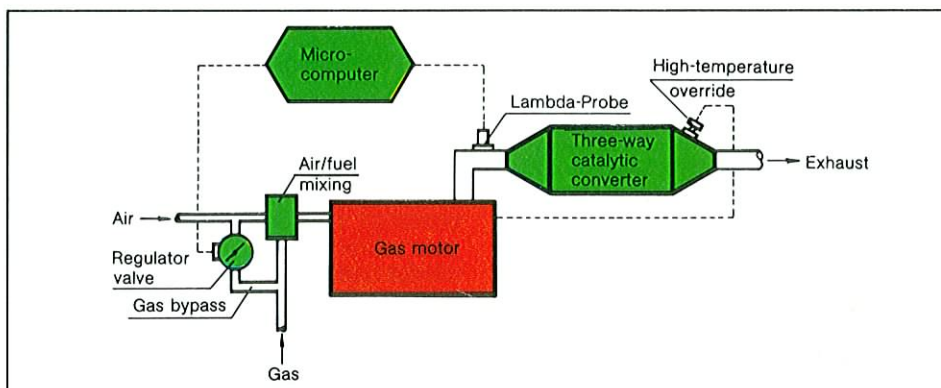 Micro-
computer
High-temperature
override
Lambda-Probe
Three-way
catalytic
converter
Exhaust
Air/fuel
mixing
Air
Gas motor
Regulator
valve
Gas bypass
Gas